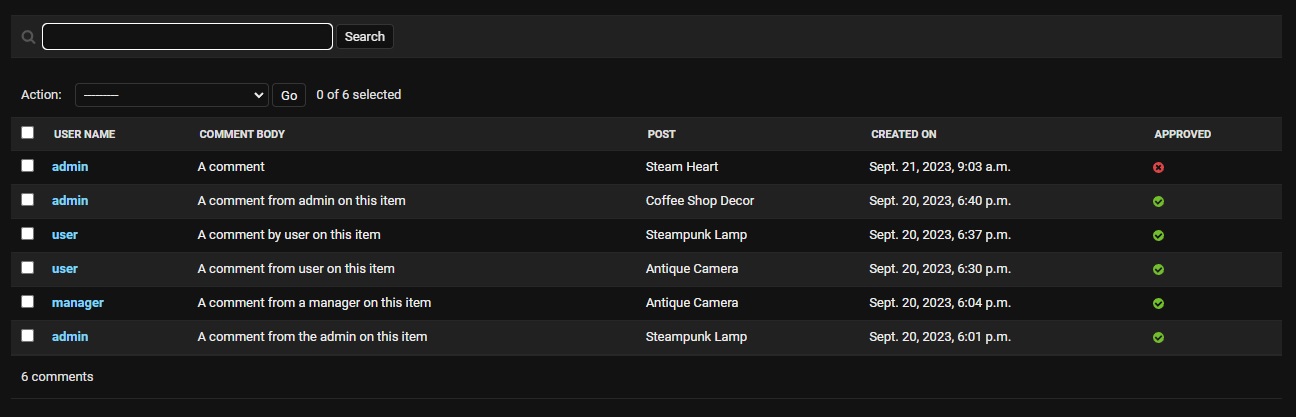 Search
Action: --------- Go 0 of 6 selected
USER NAME COMMENT BODY POST CREATED ON APPROVED
admin A comment Steam Heart Sept. 21, 2023, 9:03 a.m.
admin A comment from admin on this item Coffee Shop Decor Sept. 20, 2023, 6:40 p.m.
user A comment by user on this item Steampunk Lamp Sept. 20, 2023, 6:37 p.m.
user A comment from user on this item Antique Camera Sept. 20, 2023, 6:30 p.m.
manager A comment from a manager on this item Antique Camera Sept. 20, 2023, 6:04 p.m.
admin A comment from the admin on this item Steampunk Lamp Sept. 20, 2023, 6:01 p.m.
6 comments